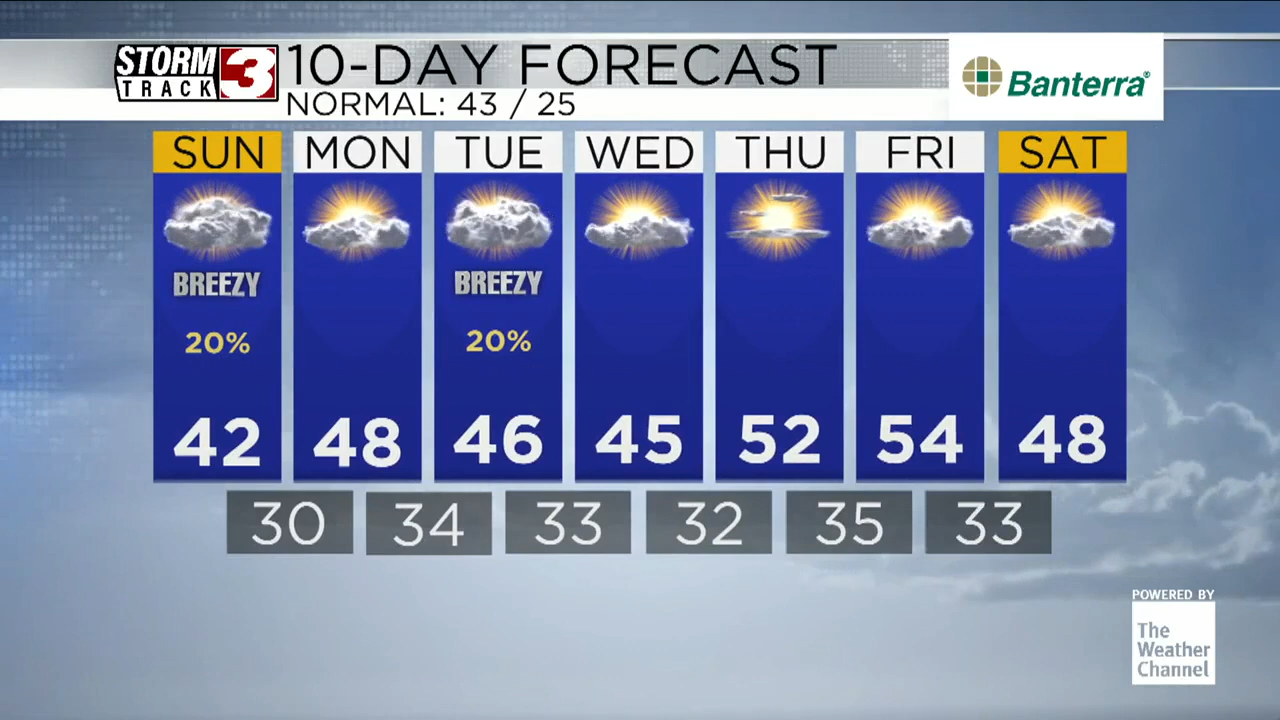 STORM TRACK 3
10-DAY FORECAST
NORMAL: 43 / 25
Banterra®
SUN MON TUE WED THU FRI SAT
BREEZY BREEZY
20% 20%
42 48 46 45 52 54 48
30 34 33 32 35 33
POWERED BY
The
Weather
Channel